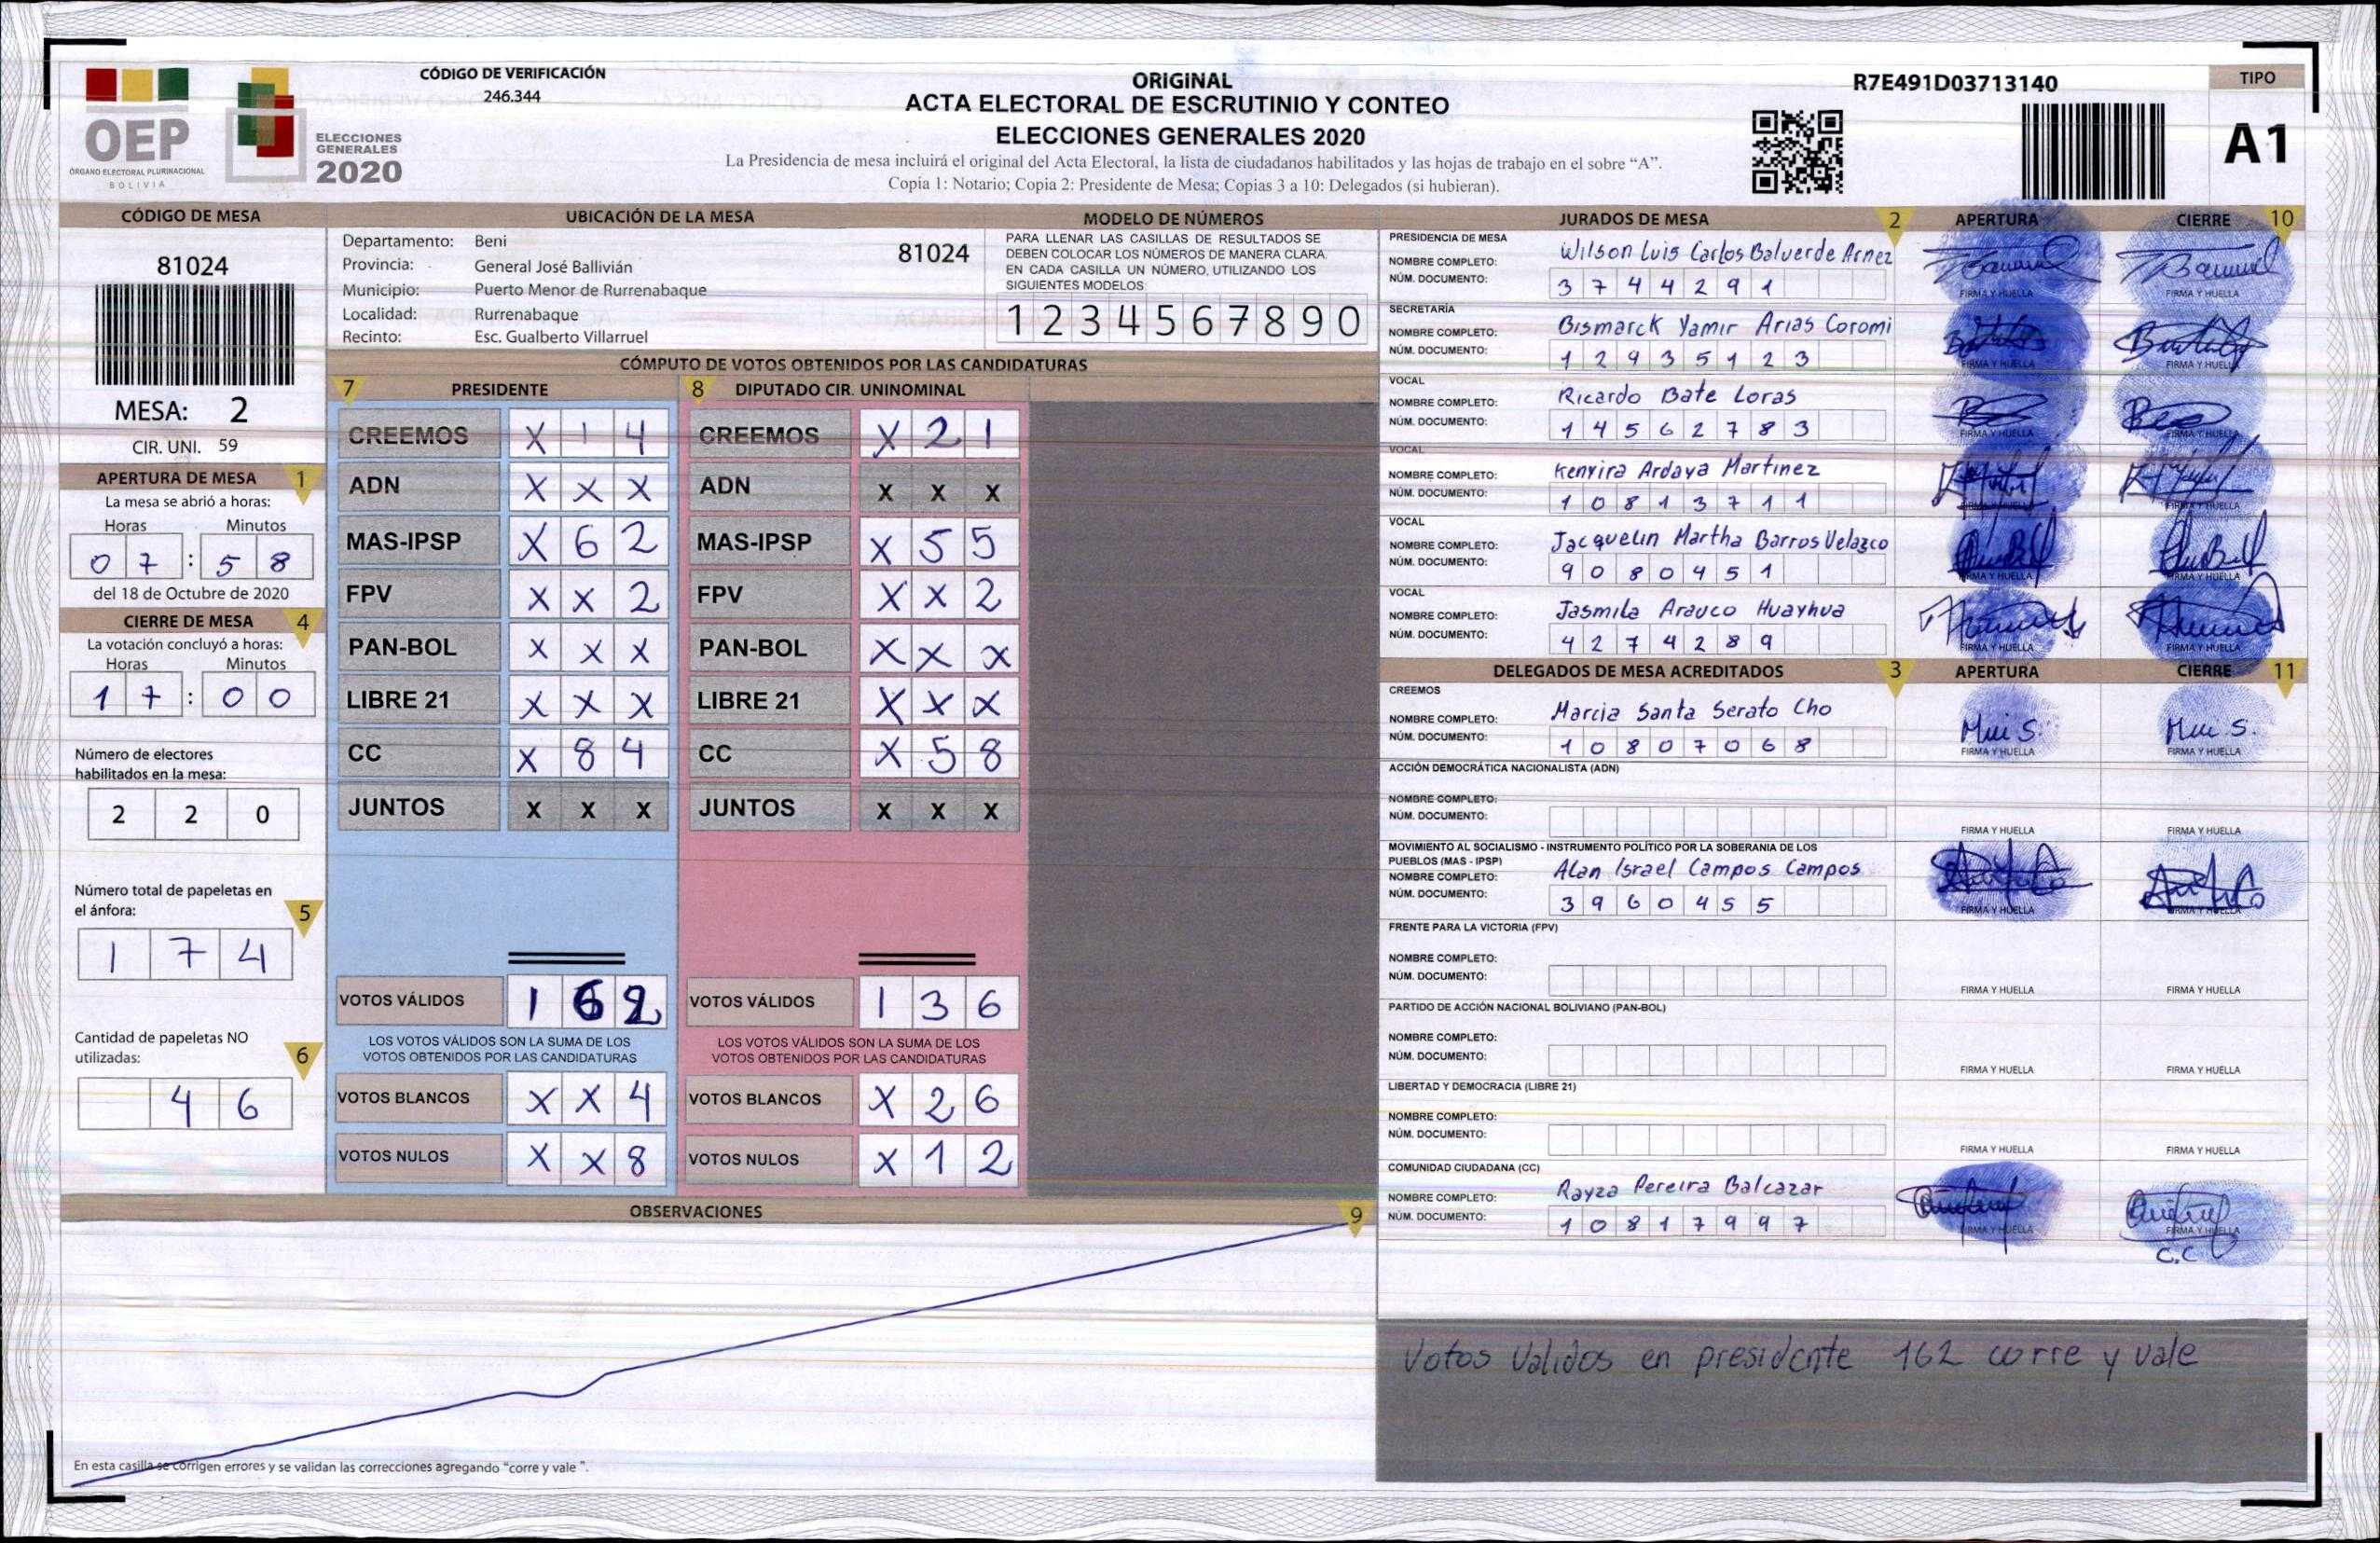 OEP
ÓRGANO ELECTORAL PLURINACIONAL
BOLIVIA
ELECCIONES
GENERALES
2020
CÓDIGO DE VERIFICACIÓN
246.344
ORIGINAL
ACTA ELECTORAL DE ESCRUTINIO Y CONTEO
ELECCIONES GENERALES 2020
La Presidencia de mesa incluirá el original del Acta Electoral, la lista de ciudadanos habilitados y las hojas de trabajo en el sobre “A”.
Copia 1: Notario; Copia 2: Presidente de Mesa; Copias 3 a 10: Delegados (si hubieran).
R7E491D03713140
TIPO
A1
CÓDIGO DE MESA
81024
MESA: 2
CIR. UNI. 59
APERTURA DE MESA 1
La mesa se abrió a horas:
Horas Minutos
07 : 58
del 18 de Octubre de 2020
CIERRE DE MESA 4
La votación concluyó a horas:
Horas Minutos
17 : 00
Número de electores
habilitados en la mesa:
2 2 0
Número total de papeletas en
el ánfora: 5
1 7 4
Cantidad de papeletas NO
utilizadas: 6
4 6
UBICACIÓN DE LA MESA
Departamento: Beni
Provincia: General José Ballivián
Municipio: Puerto Menor de Rurrenabaque
Localidad: Rurrenabaque
Recinto: Esc. Gualberto Villarruel
81024
MODELO DE NÚMEROS
PARA LLENAR LAS CASILLAS DE RESULTADOS SE
DEBEN COLOCAR LOS NÚMEROS DE MANERA CLARA.
EN CADA CASILLA UN NÚMERO, UTILIZANDO LOS
SIGUIENTES MODELOS:
1 2 3 4 5 6 7 8 9 0
CÓMPUTO DE VOTOS OBTENIDOS POR LAS CANDIDATURAS
7 PRESIDENTE
CREEMOS X 1 4
ADN X X X
MAS-IPSP X 6 2
FPV X X 2
PAN-BOL X X X
LIBRE 21 X X X
CC X 8 4
JUNTOS X X X
VOTOS VÁLIDOS 1 6 2
LOS VOTOS VÁLIDOS SON LA SUMA DE LOS
VOTOS OBTENIDOS POR LAS CANDIDATURAS
VOTOS BLANCOS X X 4
VOTOS NULOS X X 8
8 DIPUTADO CIR. UNINOMINAL
CREEMOS X 2 1
ADN X X X
MAS-IPSP X 5 5
FPV X X 2
PAN-BOL X X X
LIBRE 21 X X X
CC X 5 8
JUNTOS X X X
VOTOS VÁLIDOS 1 3 6
LOS VOTOS VÁLIDOS SON LA SUMA DE LOS
VOTOS OBTENIDOS POR LAS CANDIDATURAS
VOTOS BLANCOS X 2 6
VOTOS NULOS X 1 2
OBSERVACIONES 9
En esta casilla se corrigen errores y se validan las correcciones agregando “corre y vale ”.
JURADOS DE MESA 2 APERTURA CIERRE 10
PRESIDENCIA DE MESA
NOMBRE COMPLETO: Wilson Luis Carlos Balverde Arnez
NÚM. DOCUMENTO: 3744291
FIRMA Y HUELLA FIRMA Y HUELLA
SECRETARÍA
NOMBRE COMPLETO: Bismarck Yamir Arias Coromi
NÚM. DOCUMENTO: 12935123
FIRMA Y HUELLA FIRMA Y HUELLA
VOCAL
NOMBRE COMPLETO: Ricardo Bate Loras
NÚM. DOCUMENTO: 14562783
FIRMA Y HUELLA FIRMA Y HUELLA
VOCAL
NOMBRE COMPLETO: Kenyira Ardaya Martinez
NÚM. DOCUMENTO: 10813711
FIRMA Y HUELLA FIRMA Y HUELLA
VOCAL
NOMBRE COMPLETO: Jacquelin Martha Barros Velazco
NÚM. DOCUMENTO: 9080451
FIRMA Y HUELLA FIRMA Y HUELLA
VOCAL
NOMBRE COMPLETO: Jasmila Arauco Huayhua
NÚM. DOCUMENTO: 4274289
FIRMA Y HUELLA FIRMA Y HUELLA
DELEGADOS DE MESA ACREDITADOS 3 APERTURA CIERRE 11
CREEMOS
NOMBRE COMPLETO: Marcia Santa Serato Cho
NÚM. DOCUMENTO: 10807068
FIRMA Y HUELLA FIRMA Y HUELLA
ACCIÓN DEMOCRÁTICA NACIONALISTA (ADN)
NOMBRE COMPLETO:
NÚM. DOCUMENTO:
FIRMA Y HUELLA FIRMA Y HUELLA
MOVIMIENTO AL SOCIALISMO - INSTRUMENTO POLÍTICO POR LA SOBERANIA DE LOS
PUEBLOS (MAS - IPSP)
NOMBRE COMPLETO: Alan Israel Campos Campos
NÚM. DOCUMENTO: 3960455
FIRMA Y HUELLA FIRMA Y HUELLA
FRENTE PARA LA VICTORIA (FPV)
NOMBRE COMPLETO:
NÚM. DOCUMENTO:
FIRMA Y HUELLA FIRMA Y HUELLA
PARTIDO DE ACCIÓN NACIONAL BOLIVIANO (PAN-BOL)
NOMBRE COMPLETO:
NÚM. DOCUMENTO:
FIRMA Y HUELLA FIRMA Y HUELLA
LIBERTAD Y DEMOCRACIA (LIBRE 21)
NOMBRE COMPLETO:
NÚM. DOCUMENTO:
FIRMA Y HUELLA FIRMA Y HUELLA
COMUNIDAD CIUDADANA (CC)
NOMBRE COMPLETO: Rayza Pereira Balcazar
NÚM. DOCUMENTO: 10817997
FIRMA Y HUELLA FIRMA Y HUELLA
C.C
Votos Validos en presidente 162 corre y vale